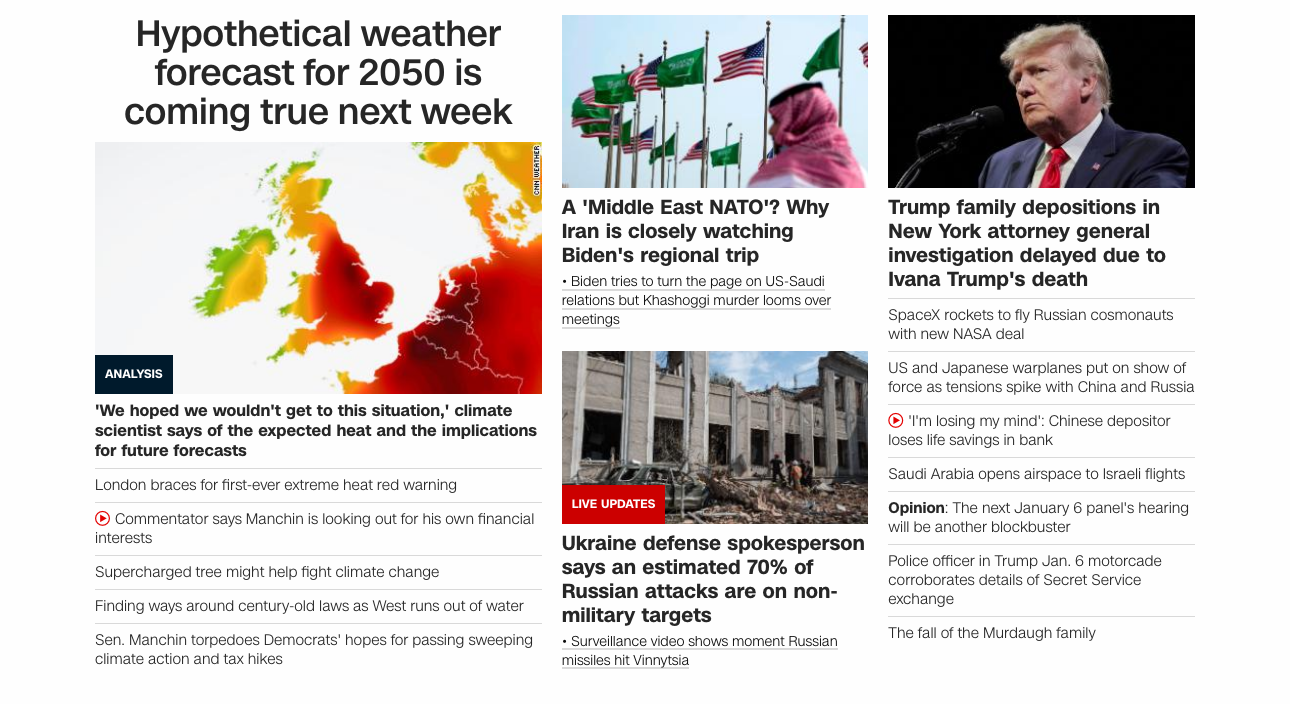 Hypothetical weather
forecast for 2050 is
coming true next week
CNN WEATHER
ANALYSIS
'We hoped we wouldn't get to this situation,' climate
scientist says of the expected heat and the implications
for future forecasts
London braces for first-ever extreme heat red warning
Commentator says Manchin is looking out for his own financial
interests
Supercharged tree might help fight climate change
Finding ways around century-old laws as West runs out of water
Sen. Manchin torpedoes Democrats' hopes for passing sweeping
climate action and tax hikes
A 'Middle East NATO'? Why
Iran is closely watching
Biden's regional trip
• Biden tries to turn the page on US-Saudi
relations but Khashoggi murder looms over
meetings
LIVE UPDATES
Ukraine defense spokesperson
says an estimated 70% of
Russian attacks are on non-
military targets
• Surveillance video shows moment Russian
missiles hit Vinnytsia
Trump family depositions in
New York attorney general
investigation delayed due to
Ivana Trump's death
SpaceX rockets to fly Russian cosmonauts
with new NASA deal
US and Japanese warplanes put on show of
force as tensions spike with China and Russia
'I'm losing my mind': Chinese depositor
loses life savings in bank
Saudi Arabia opens airspace to Israeli flights
Opinion: The next January 6 panel's hearing
will be another blockbuster
Police officer in Trump Jan. 6 motorcade
corroborates details of Secret Service
exchange
The fall of the Murdaugh family